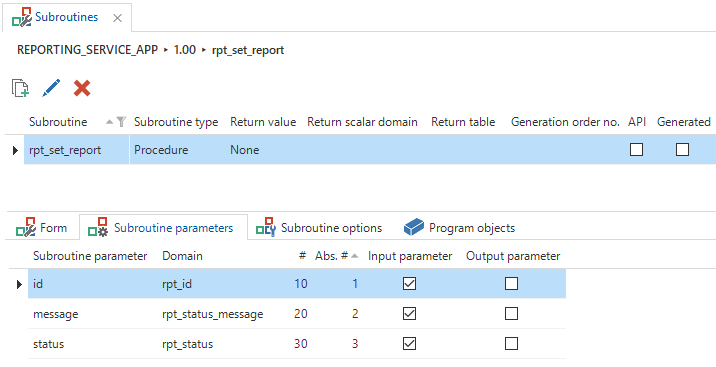 Subroutines
REPORTING_SERVICE_APP 1.00 rpt_set_report
Subroutine Subroutine type Return value Return scalar domain Return table Generation order no. API Generated
rpt_set_report Procedure None
Form Subroutine parameters Subroutine options Program objects
Subroutine parameter Domain # Abs. # Input parameter Output parameter
id rpt_id 10 1
message rpt_status_message 20 2
status rpt_status 30 3